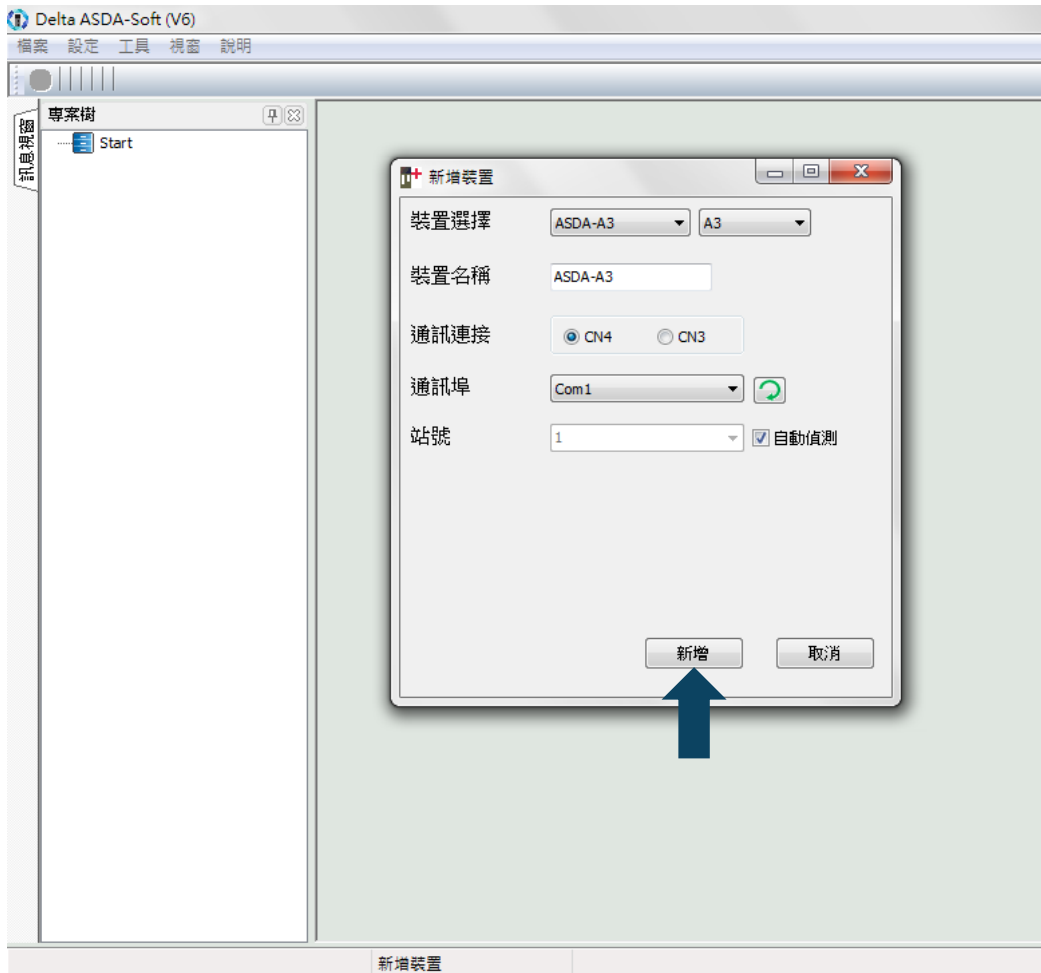 Delta ASDA-Soft (V6)
檔案 設定 工具 視窗 說明
訊息視窗
專案樹
Start
新增裝置
裝置選擇 ASDA-A3 A3
裝置名稱 ASDA-A3
通訊連接 CN4 CN3
通訊埠 Com1
站號 1 自動偵測
新增 取消
新增裝置